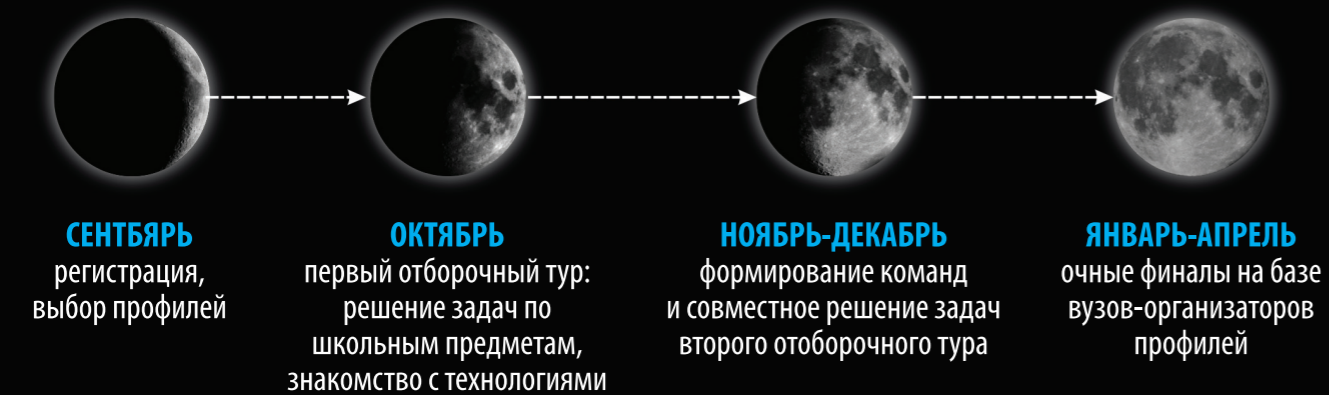 СЕНТБЯРЬ
регистрация,
выбор профилей
ОКТЯБРЬ
первый отборочный тур:
решение задач по
школьным предметам,
знакомство с технологиями
НОЯБРЬ-ДЕКАБРЬ
формирование команд
и совместное решение задач
второго отоборочного тура
ЯНВАРЬ-АПРЕЛЬ
очные финалы на базе
вузов-организаторов
профилей